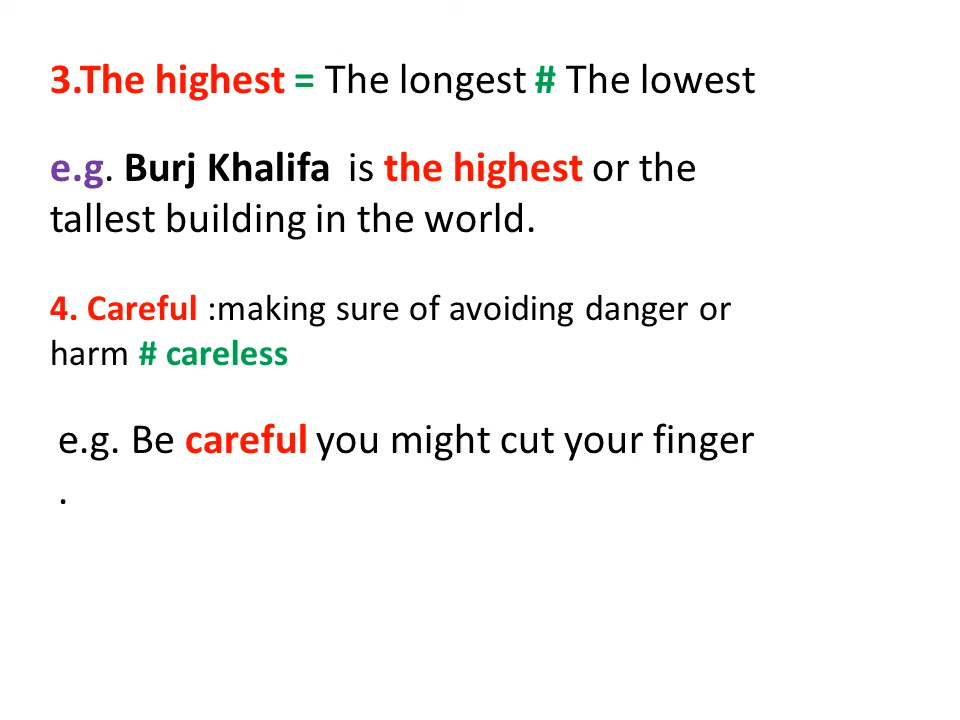 3.The highest = The longest # The lowest
e.g. Burj Khalifa is the highest or the
tallest building in the world.
4. Careful :making sure of avoiding danger or
harm # careless
e.g. Be careful you might cut your finger
.